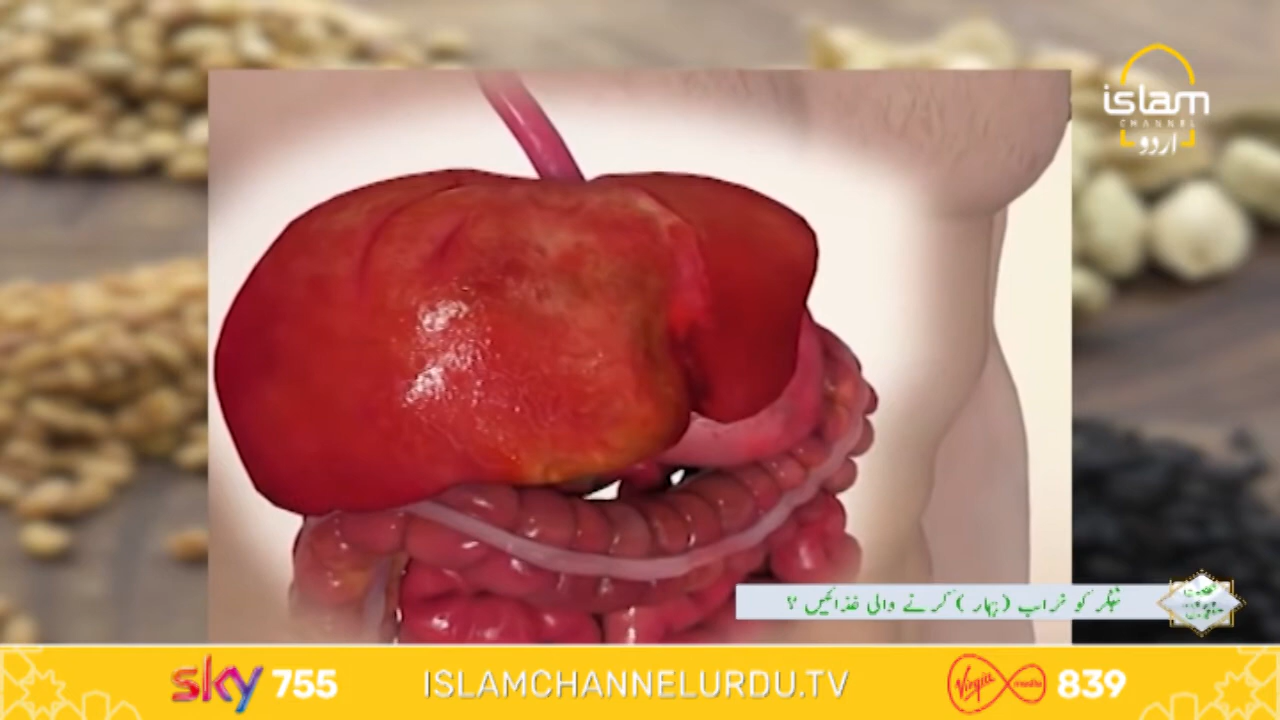 islam
CHANNEL
اردو
جگر کو خراب (بیمار) کرنے والی غذائیں ؟
sky 755
ISLAMCHANNELURDU.TV
Virgin media 839